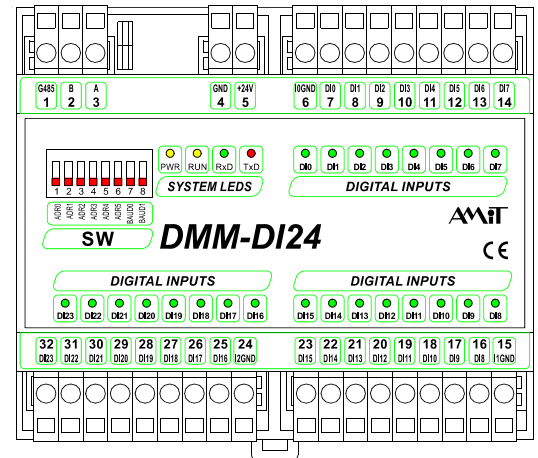 G485 B A GND +24V I0GND DI0 DI1 DI2 DI3 DI4 DI5 DI6 DI7
1 2 3 4 5 6 7 8 9 10 11 12 13 14
PWR RUN RxD TxD
SYSTEM LEDS
DI0 DI1 DI2 DI3 DI4 DI5 DI6 DI7
DIGITAL INPUTS
1 2 3 4 5 6 7 8
ADR0 ADR1 ADR2 ADR3 ADR4 ADR5 BAUD0 BAUD1
SW
DMM-DI24
AMiT
CE
DIGITAL INPUTS
DI23 DI22 DI21 DI20 DI19 DI18 DI17 DI16
DIGITAL INPUTS
DI15 DI14 DI13 DI12 DI11 DI10 DI9 DI8
32 31 30 29 28 27 26 25 24 23 22 21 20 19 18 17 16 15
DI23 DI22 DI21 DI20 DI19 DI18 DI17 DI16 I2GND DI15 DI14 DI13 DI12 DI11 DI10 DI9 DI8 I1GND